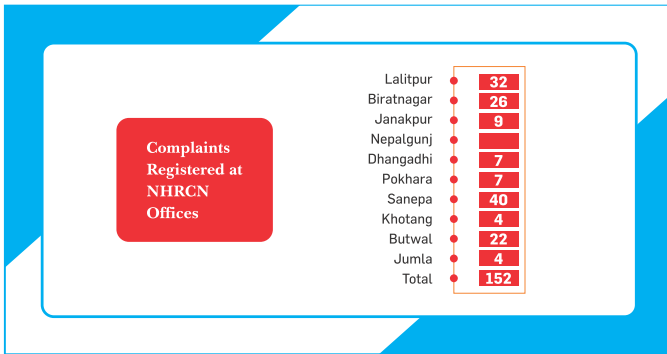 Complaints
Registered at
NHRCN
Offices
Lalitpur 32
Biratnagar 26
Janakpur 9
Nepalgunj
Dhangadhi 7
Pokhara 7
Sanepa 40
Khotang 4
Butwal 22
Jumla 4
Total 152